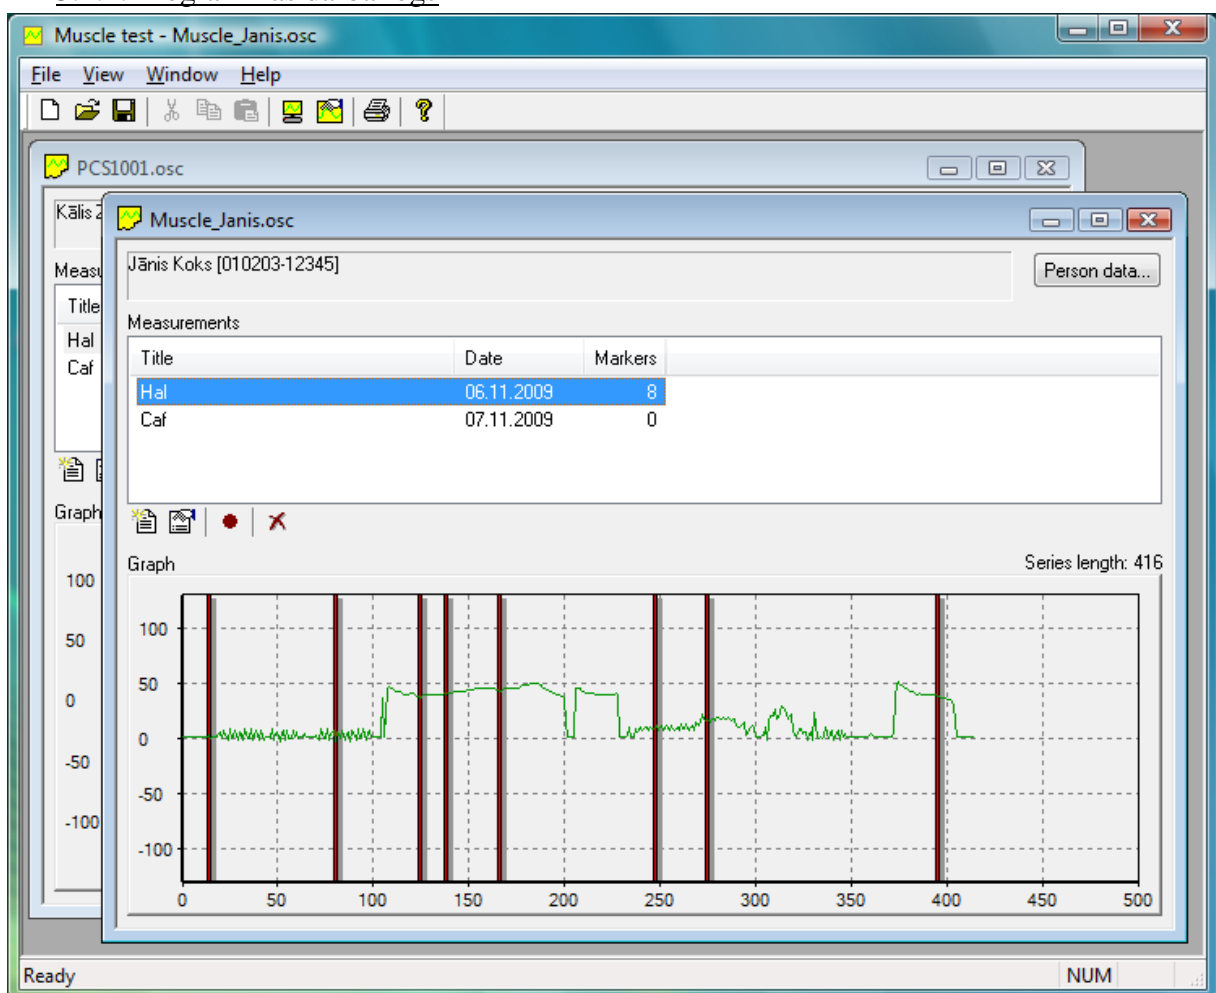 Muscle test - Muscle_Janis.osc
File View Window Help
PCS1001.osc
Kālis
Title
Hal
Caf
Graph
100
50
0
-50
-100
Muscle_Janis.osc
Jānis Koks [010203-12345]
Person data...
Measurements
Title Date Markers
Hal 06.11.2009 8
Caf 07.11.2009 0
Graph Series length: 416
100
50
0
-50
-100
0 50 100 150 200 250 300 350 400 450 500
Ready NUM